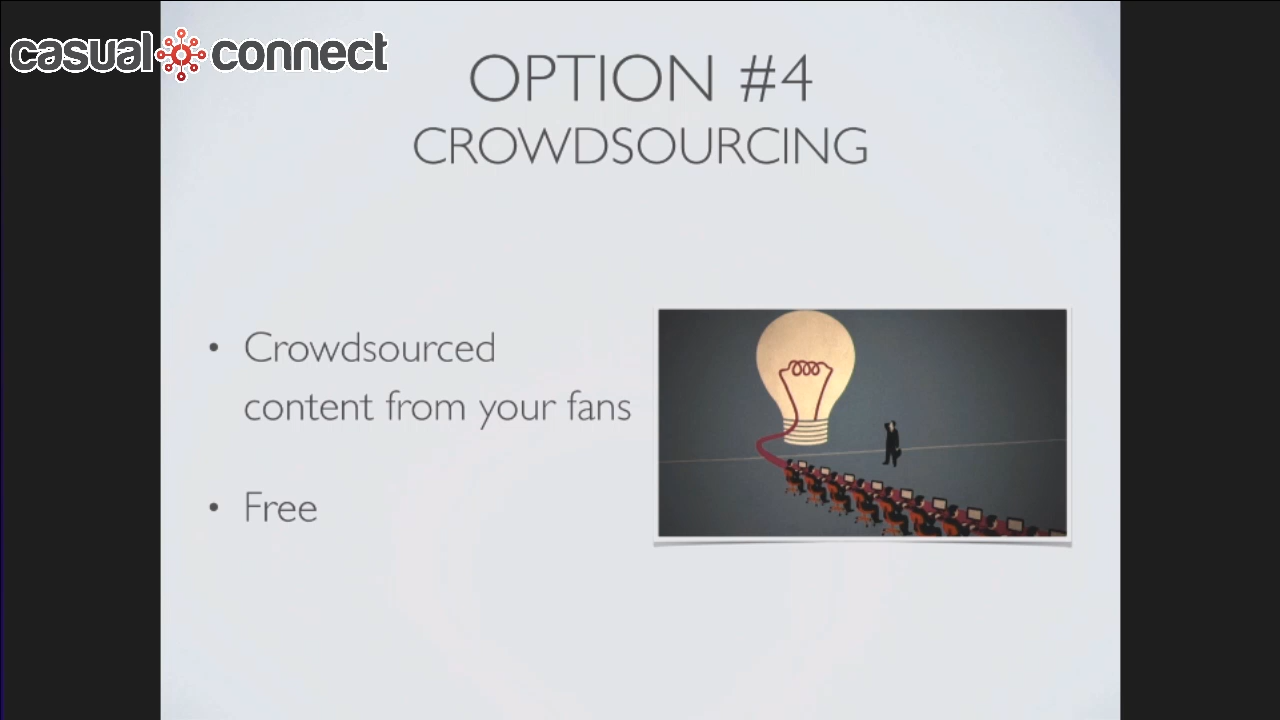 casual connect
OPTION #4
CROWDSOURCING
• Crowdsourced
content from your fans
• Free